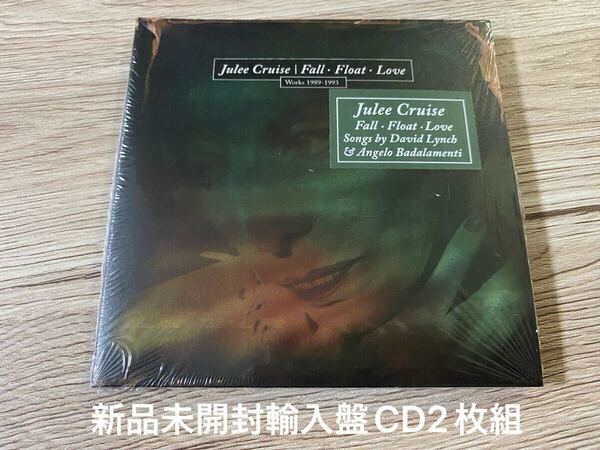 Julee Cruise | Fall · Float · Love
Works 1989-1993
Julee Cruise
Fall · Float · Love
Songs by David Lynch
& Angelo Badalamenti
新品未開封輸入盤CD2枚組